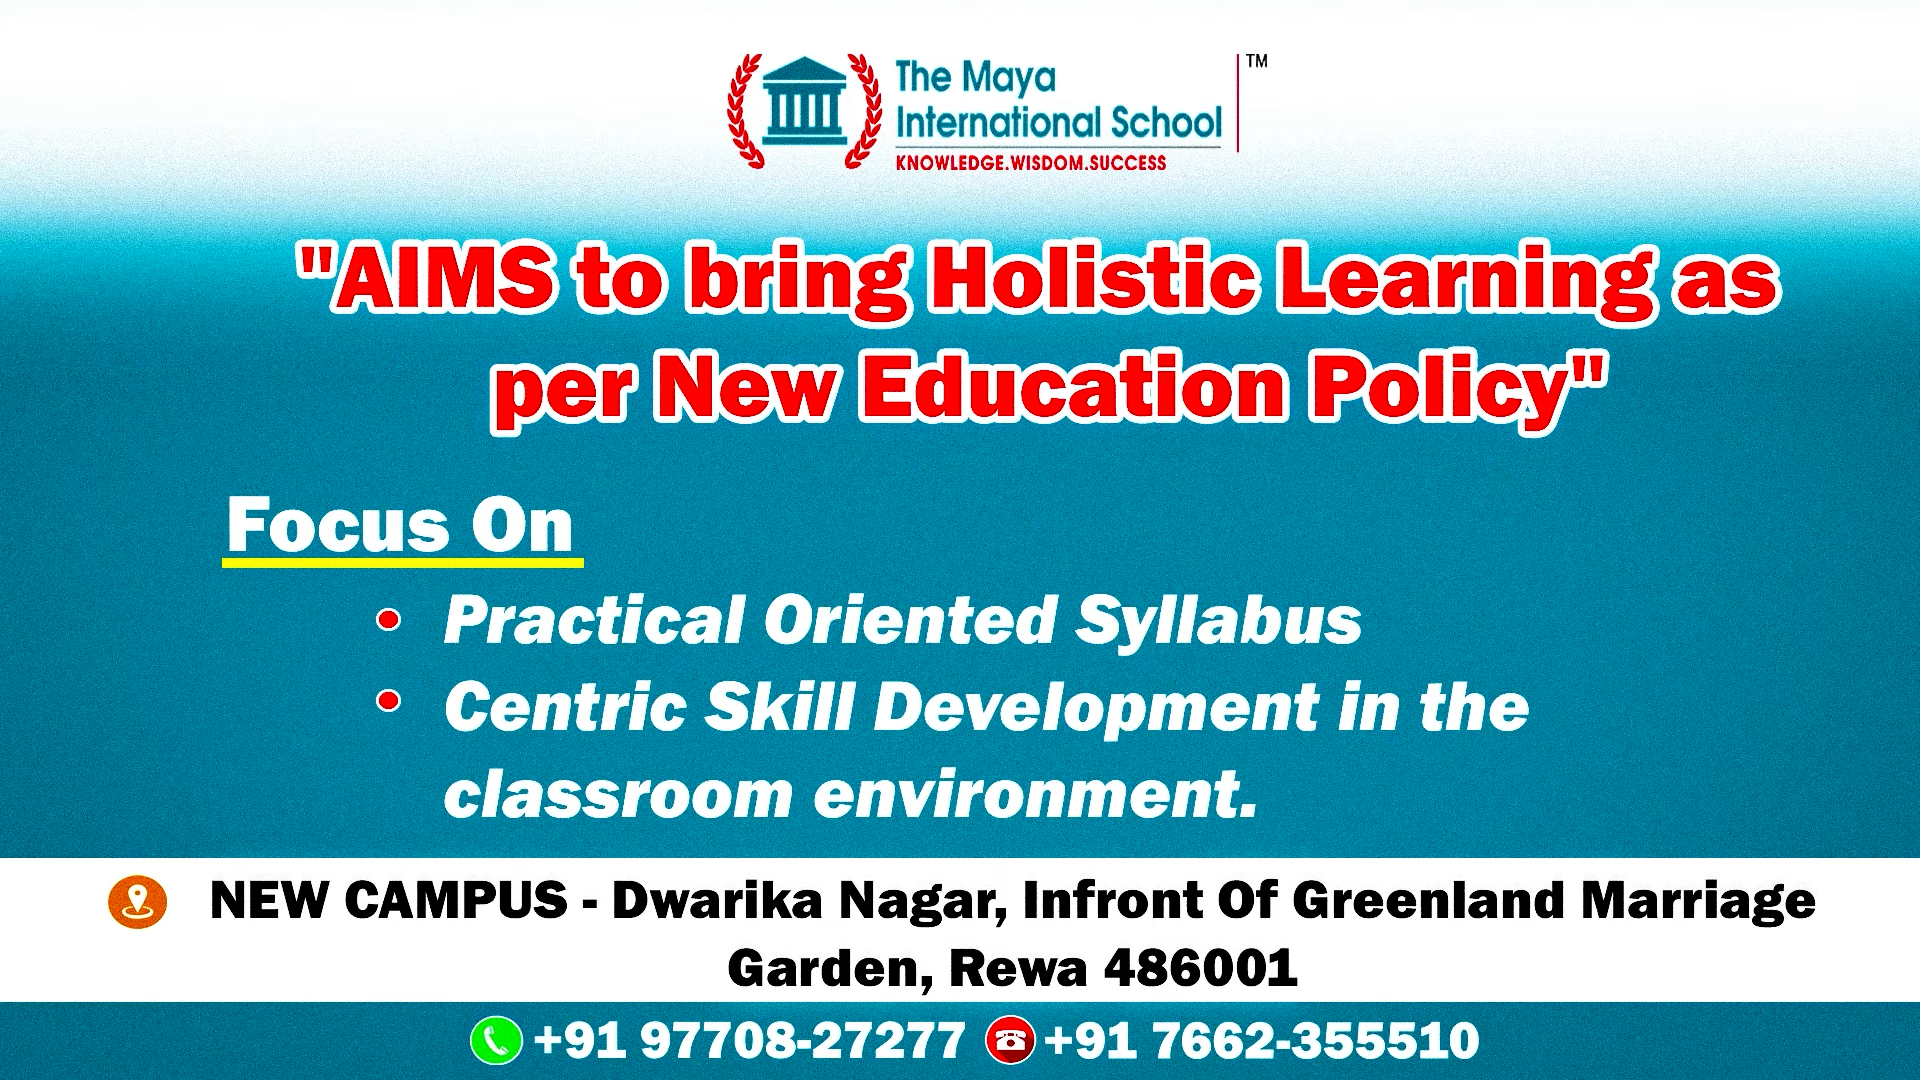 The Maya
International School
TM
KNOWLEDGE.WISDOM.SUCCESS
"AIMS to bring Holistic Learning as
per New Education Policy"
Focus On
• Practical Oriented Syllabus
• Centric Skill Development in the
classroom environment.
NEW CAMPUS - Dwarika Nagar, Infront Of Greenland Marriage
Garden, Rewa 486001
+91 97708-27277 +91 7662-355510